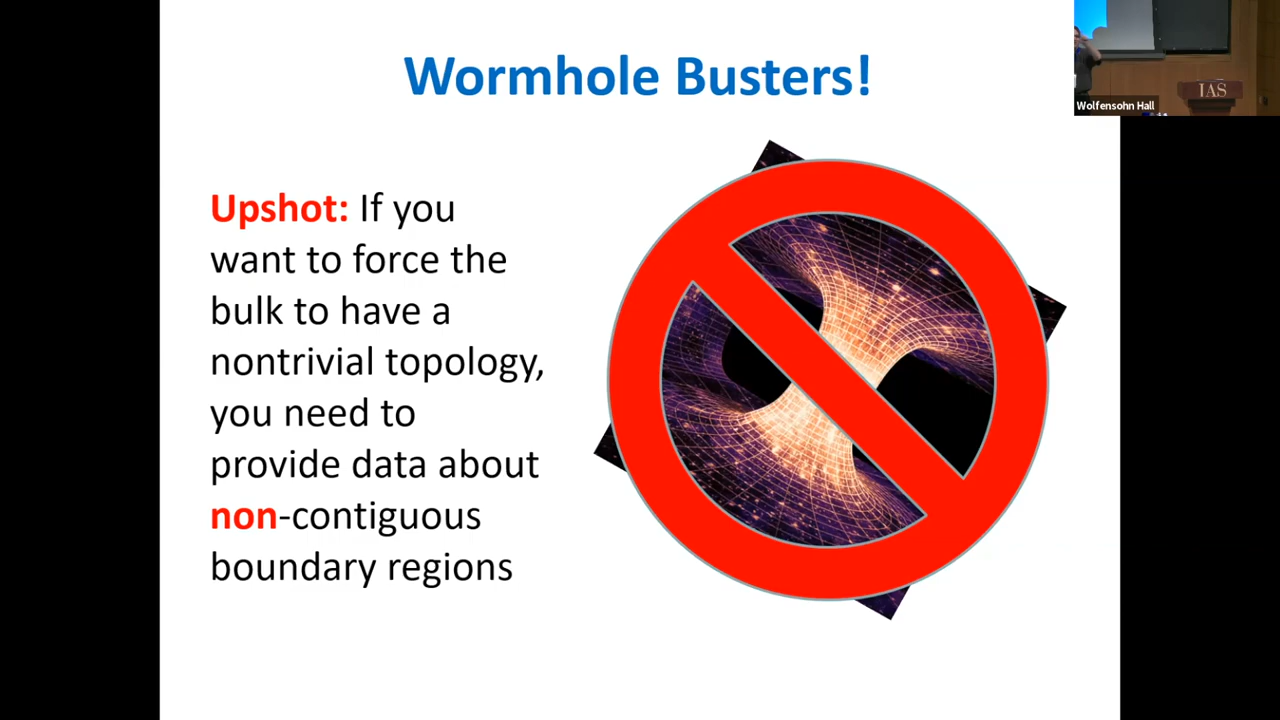 Wormhole Busters!
Upshot: If you
want to force the
bulk to have a
nontrivial topology,
you need to
provide data about
non-contiguous
boundary regions
IAS
Wolfensohn Hall